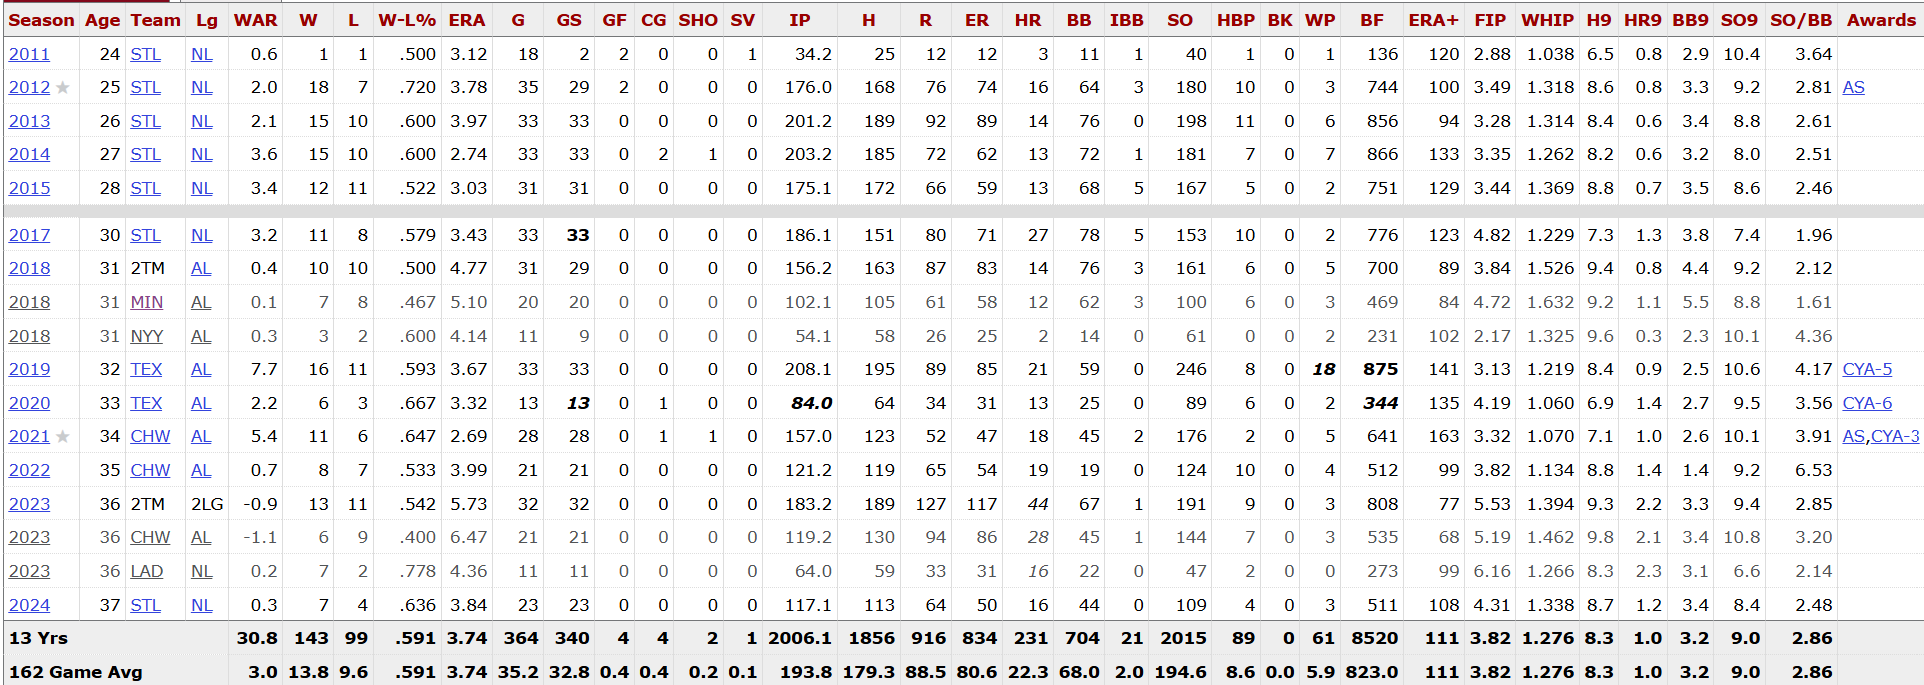 Season Age Team Lg WAR W L W-L% ERA G GS GF CG SHO SV IP H R ER HR BB IBB SO HBP BK WP BF ERA+ FIP WHIP H9 HR9 BB9 SO9 SO/BB Awards
2011 24 STL NL 0.6 1 1 .500 3.12 18 2 2 0 0 1 34.2 25 12 12 3 11 1 40 1 0 1 136 120 2.88 1.038 6.5 0.8 2.9 10.4 3.64
2012 ★ 25 STL NL 2.0 18 7 .720 3.78 35 29 2 0 0 0 176.0 168 76 74 16 64 3 180 10 0 3 744 100 3.49 1.318 8.6 0.8 3.3 9.2 2.81 AS
2013 26 STL NL 2.1 15 10 .600 3.97 33 33 0 0 0 0 201.2 189 92 89 14 76 0 198 11 0 6 856 94 3.28 1.314 8.4 0.6 3.4 8.8 2.61
2014 27 STL NL 3.6 15 10 .600 2.74 33 33 0 2 1 0 203.2 185 72 62 13 72 1 181 7 0 7 866 133 3.35 1.262 8.2 0.6 3.2 8.0 2.51
2015 28 STL NL 3.4 12 11 .522 3.03 31 31 0 0 0 0 175.1 172 66 59 13 68 5 167 5 0 2 751 129 3.44 1.369 8.8 0.7 3.5 8.6 2.46
2017 30 STL NL 3.2 11 8 .579 3.43 33 33 0 0 0 0 186.1 151 80 71 27 78 5 153 10 0 2 776 123 4.82 1.229 7.3 1.3 3.8 7.4 1.96
2018 31 2TM AL 0.4 10 10 .500 4.77 31 29 0 0 0 0 156.2 163 87 83 14 76 3 161 6 0 5 700 89 3.84 1.526 9.4 0.8 4.4 9.2 2.12
2018 31 MIN AL 0.1 7 8 .467 5.10 20 20 0 0 0 0 102.1 105 61 58 12 62 3 100 6 0 3 469 84 4.72 1.632 9.2 1.1 5.5 8.8 1.61
2018 31 NYY AL 0.3 3 2 .600 4.14 11 9 0 0 0 0 54.1 58 26 25 2 14 0 61 0 0 2 231 102 2.17 1.325 9.6 0.3 2.3 10.1 4.36
2019 32 TEX AL 7.7 16 11 .593 3.67 33 33 0 0 0 0 208.1 195 89 85 21 59 0 246 8 0 18 875 141 3.13 1.219 8.4 0.9 2.5 10.6 4.17 CYA-5
2020 33 TEX AL 2.2 6 3 .667 3.32 13 13 0 1 0 0 84.0 64 34 31 13 25 0 89 6 0 2 344 135 4.19 1.060 6.9 1.4 2.7 9.5 3.56 CYA-6
2021 ★ 34 CHW AL 5.4 11 6 .647 2.69 28 28 0 1 1 0 157.0 123 52 47 18 45 2 176 2 0 5 641 163 3.32 1.070 7.1 1.0 2.6 10.1 3.91 AS,CYA-3
2022 35 CHW AL 0.7 8 7 .533 3.99 21 21 0 0 0 0 121.2 119 65 54 19 19 0 124 10 0 4 512 99 3.82 1.134 8.8 1.4 1.4 9.2 6.53
2023 36 2TM 2LG -0.9 13 11 .542 5.73 32 32 0 0 0 0 183.2 189 127 117 44 67 1 191 9 0 3 808 77 5.53 1.394 9.3 2.2 3.3 9.4 2.85
2023 36 CHW AL -1.1 6 9 .400 6.47 21 21 0 0 0 0 119.2 130 94 86 28 45 1 144 7 0 3 535 68 5.19 1.462 9.8 2.1 3.4 10.8 3.20
2023 36 LAD NL 0.2 7 2 .778 4.36 11 11 0 0 0 0 64.0 59 33 31 16 22 0 47 2 0 0 273 99 6.16 1.266 8.3 2.3 3.1 6.6 2.14
2024 37 STL NL 0.3 7 4 .636 3.84 23 23 0 0 0 0 117.1 113 64 50 16 44 0 109 4 0 3 511 108 4.31 1.338 8.7 1.2 3.4 8.4 2.48
13 Yrs 30.8 143 99 .591 3.74 364 340 4 4 2 1 2006.1 1856 916 834 231 704 21 2015 89 0 61 8520 111 3.82 1.276 8.3 1.0 3.2 9.0 2.86
162 Game Avg 3.0 13.8 9.6 .591 3.74 35.2 32.8 0.4 0.4 0.2 0.1 193.8 179.3 88.5 80.6 22.3 68.0 2.0 194.6 8.6 0.0 5.9 823.0 111 3.82 1.276 8.3 1.0 3.2 9.0 2.86